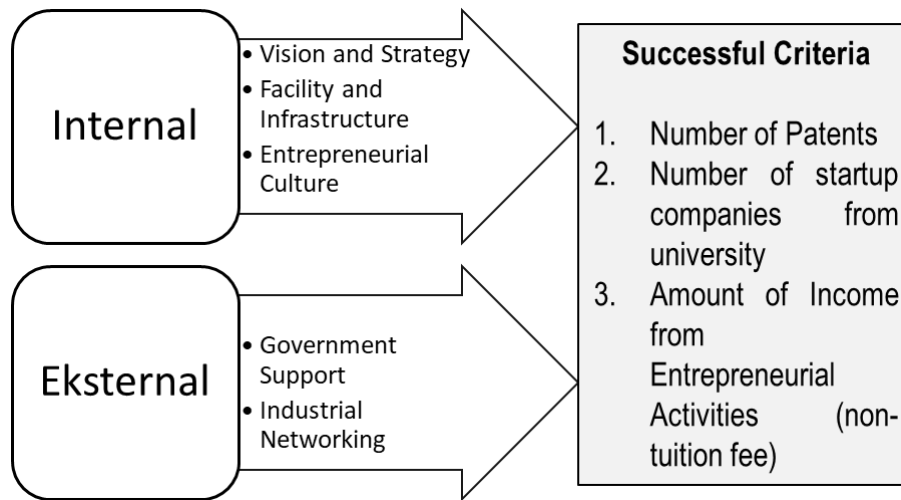 Internal
• Vision and Strategy
• Facility and
Infrastructure
• Entrepreneurial
Culture
Eksternal
• Government
Support
• Industrial
Networking
Successful Criteria
1. Number of Patents
2. Number of startup
companies from
university
3. Amount of Income
from
Entrepreneurial
Activities (non-
tuition fee)